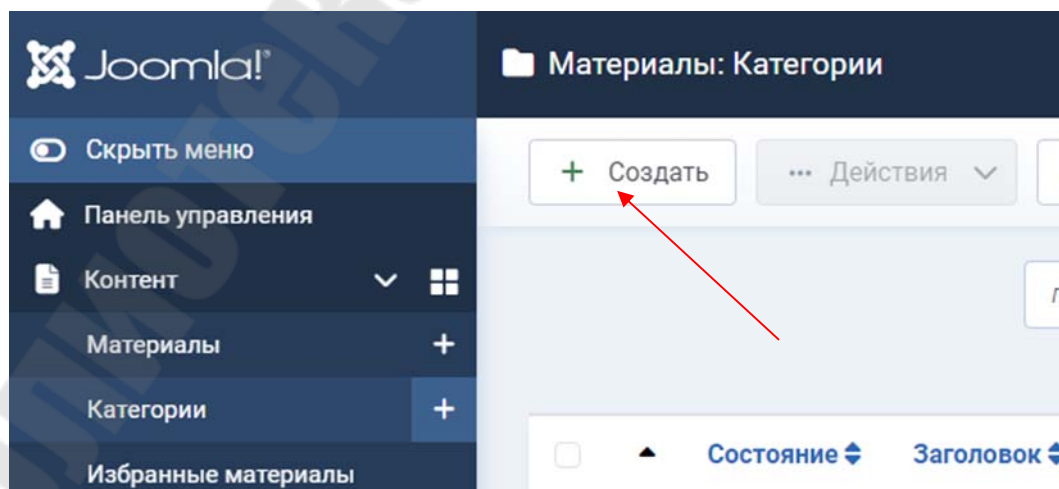 Joomla!®
Материалы: Категории
Скрыть меню
+ Создать
... Действия
Панель управления
Контент
Материалы +
Категории +
Состояние
Заголовок
Избранные материалы